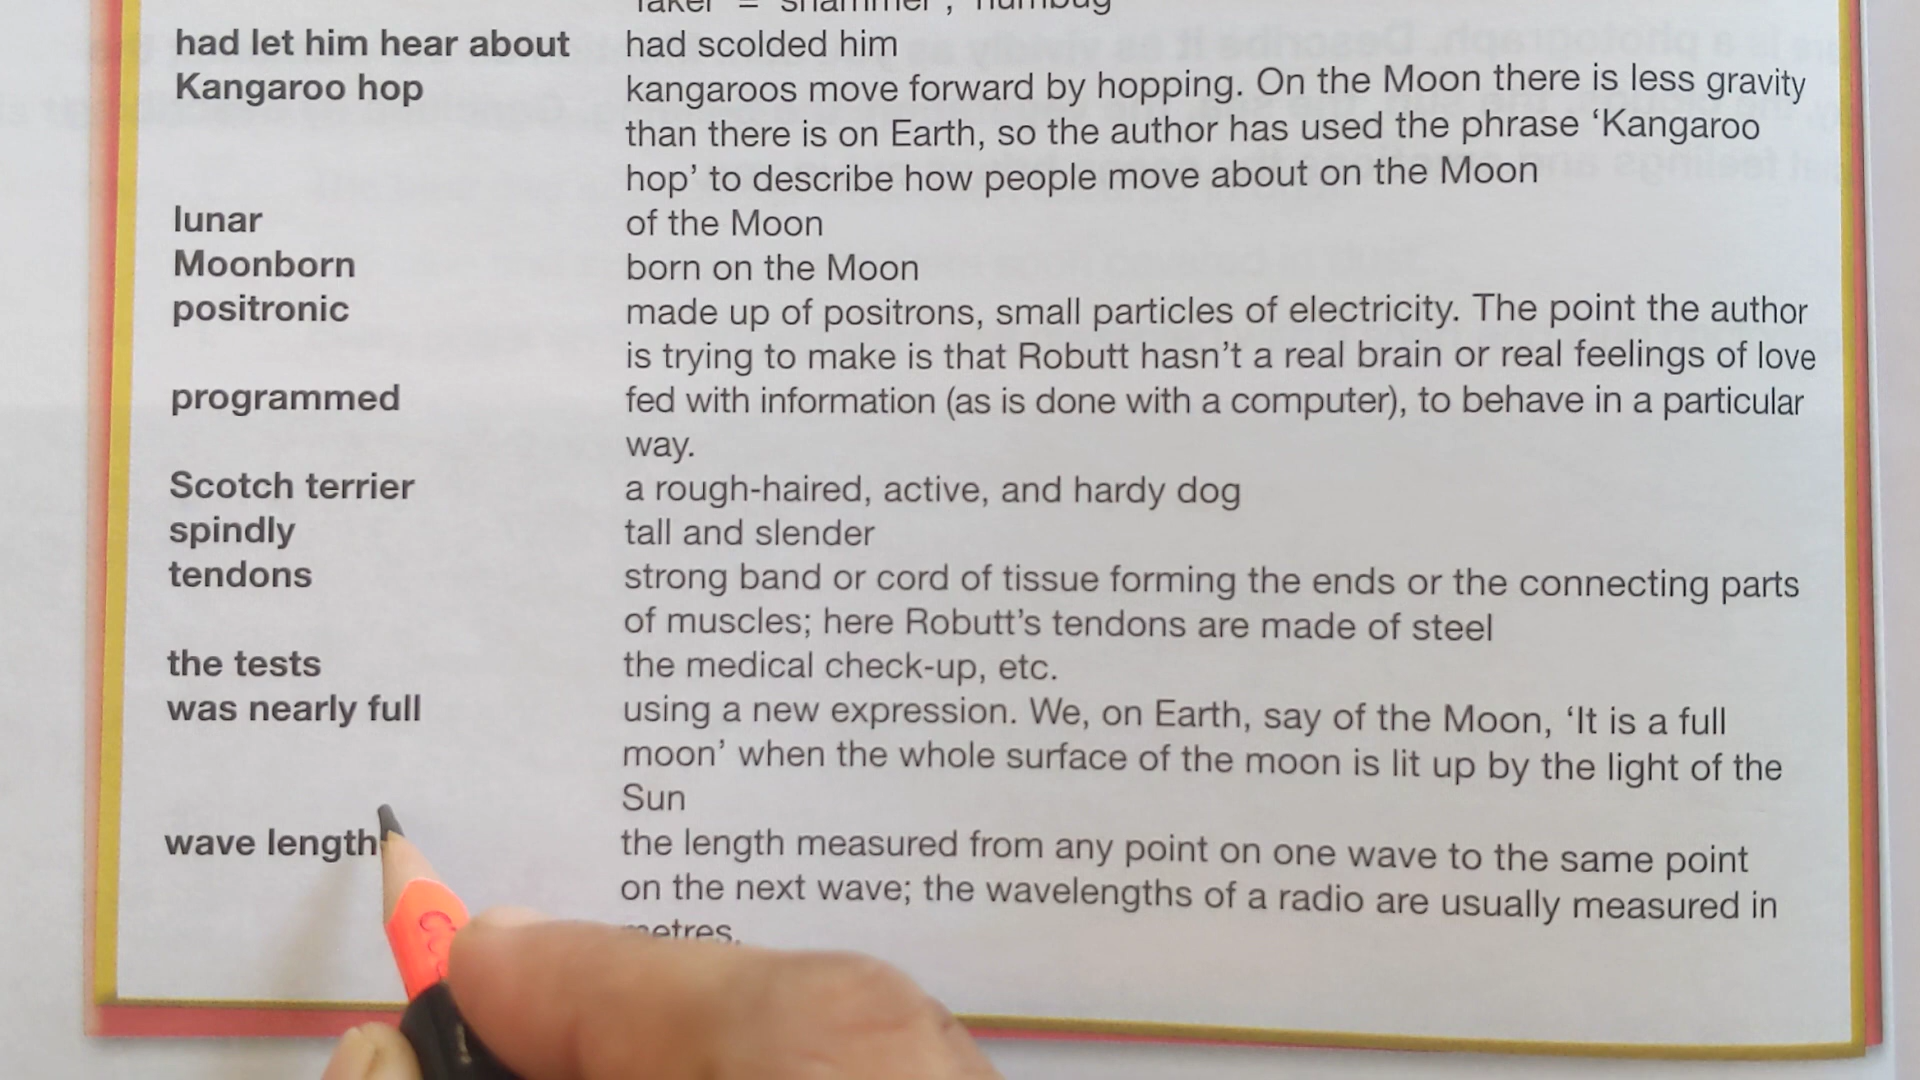 faker = 'shammer', 'humbug'
had let him hear about had scolded him
Kangaroo hop kangaroos move forward by hopping. On the Moon there is less gravity
than there is on Earth, so the author has used the phrase ‘Kangaroo
hop’ to describe how people move about on the Moon
lunar of the Moon
Moonborn born on the Moon
positronic made up of positrons, small particles of electricity. The point the author
is trying to make is that Robutt hasn’t a real brain or real feelings of love
programmed fed with information (as is done with a computer), to behave in a particular
way.
Scotch terrier a rough-haired, active, and hardy dog
spindly tall and slender
tendons strong band or cord of tissue forming the ends or the connecting parts
of muscles; here Robutt’s tendons are made of steel
the tests the medical check-up, etc.
was nearly full using a new expression. We, on Earth, say of the Moon, ‘It is a full
moon’ when the whole surface of the moon is lit up by the light of the
Sun
wave length the length measured from any point on one wave to the same point
on the next wave; the wavelengths of a radio are usually measured in
metres.